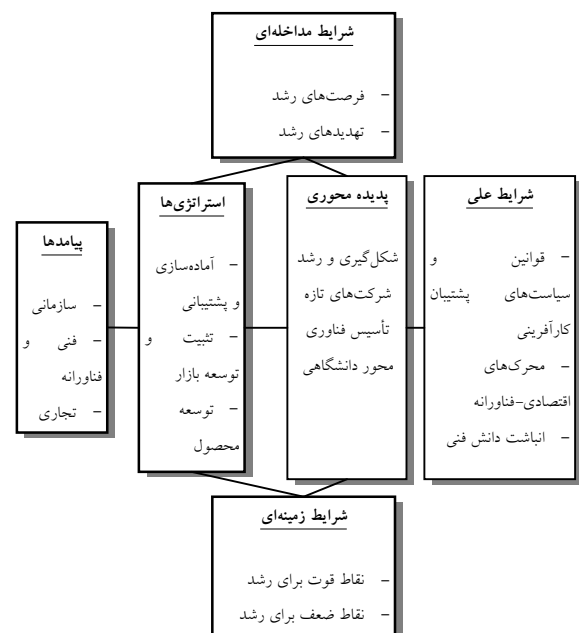 شرایط مداخله‌ای
- فرصت‌های رشد
- تهدیدهای رشد
شرایط علی
- قوانین و
سیاست‌های پشتیبان
کارآفرینی
- محرک‌های
اقتصادی-فناورانه
- انباشت دانش فنی
پدیده محوری
شکل‌گیری و رشد
شرکت‌های تازه
تأسیس فناوری
محور دانشگاهی
استراتژی‌ها
- آماده‌سازی
و پشتیبانی
- تثبیت و
توسعه بازار
- توسعه
محصول
پیامدها
- سازمانی
- فنی و
فناورانه
- تجاری
شرایط زمینه‌ای
- نقاط قوت برای رشد
- نقاط ضعف برای رشد